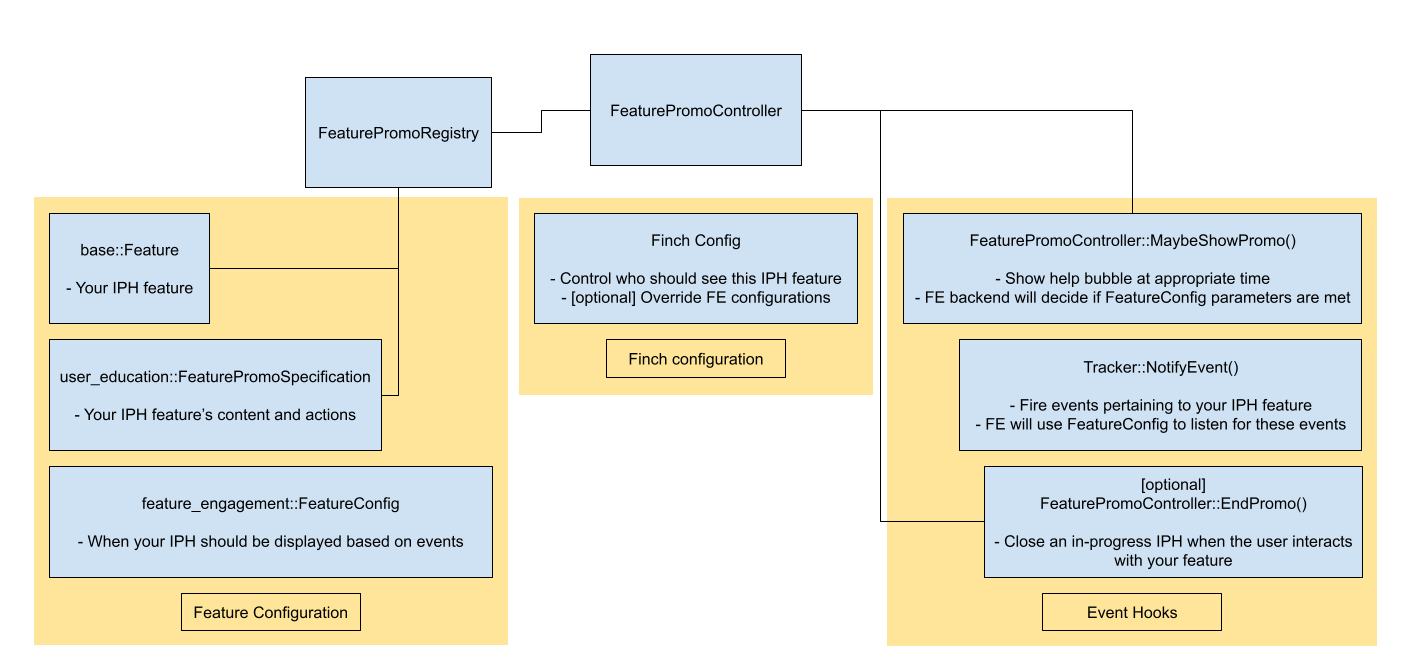 FeaturePromoRegistry
FeaturePromoController
base::Feature
- Your IPH feature
user_education::FeaturePromoSpecification
- Your IPH feature’s content and actions
feature_engagement::FeatureConfig
- When your IPH should be displayed based on events
Feature Configuration
Finch Config
- Control who should see this IPH feature
- [optional] Override FE configurations
Finch configuration
FeaturePromoController::MaybeShowPromo()
- Show help bubble at appropriate time
- FE backend will decide if FeatureConfig parameters are met
Tracker::NotifyEvent()
- Fire events pertaining to your IPH feature
- FE will use FeatureConfig to listen for these events
[optional]
FeaturePromoController::EndPromo()
- Close an in-progress IPH when the user interacts
with your feature
Event Hooks